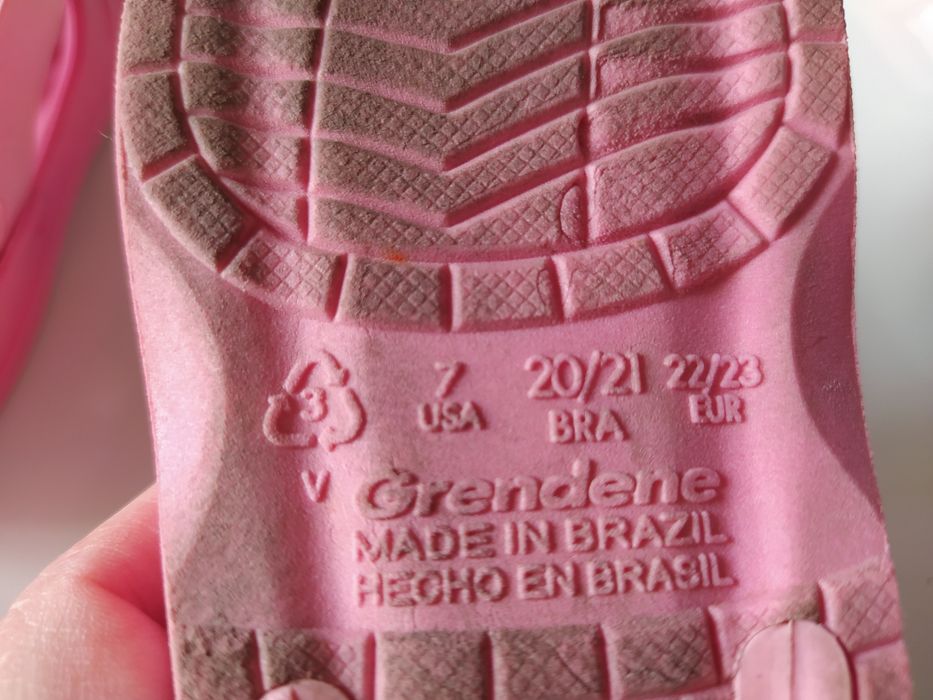 3 7 20/21 22/23
USA BRA EUR
V Grendene
MADE IN BRAZIL
HECHO EN BRASIL